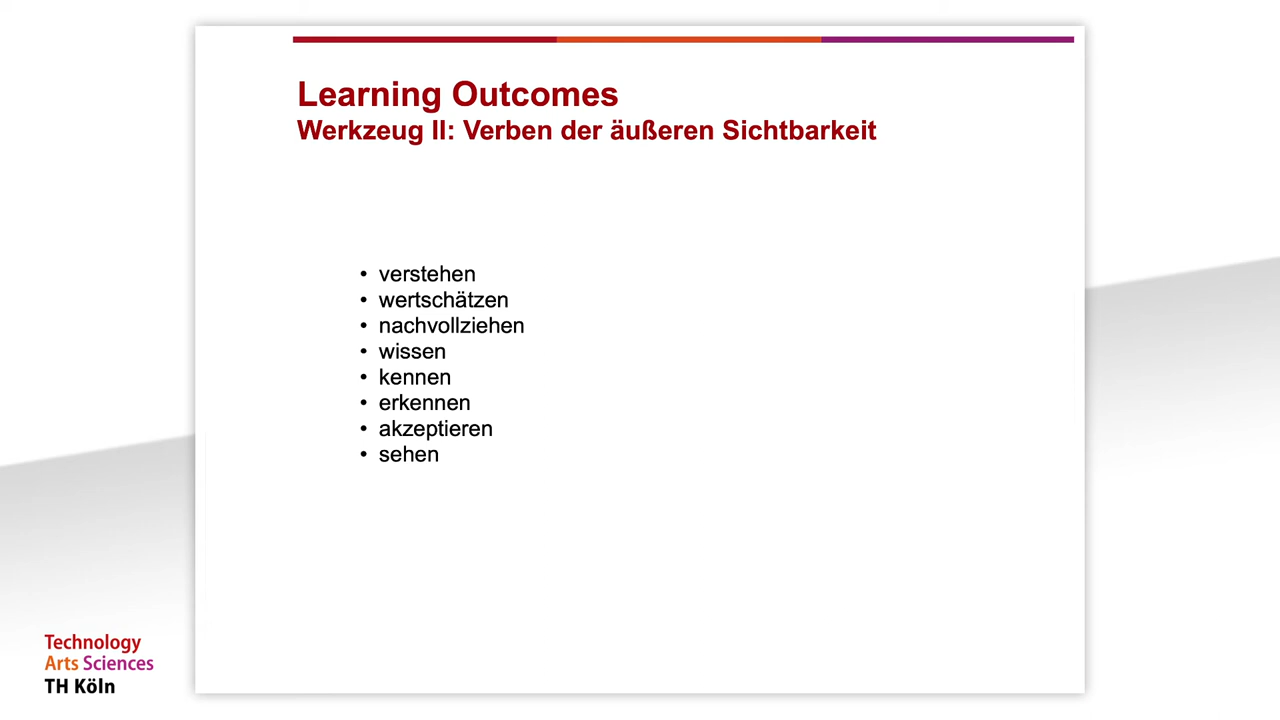 Learning Outcomes
Werkzeug II: Verben der äußeren Sichtbarkeit
• verstehen
• wertschätzen
• nachvollziehen
• wissen
• kennen
• erkennen
• akzeptieren
• sehen
Technology
Arts Sciences
TH Köln